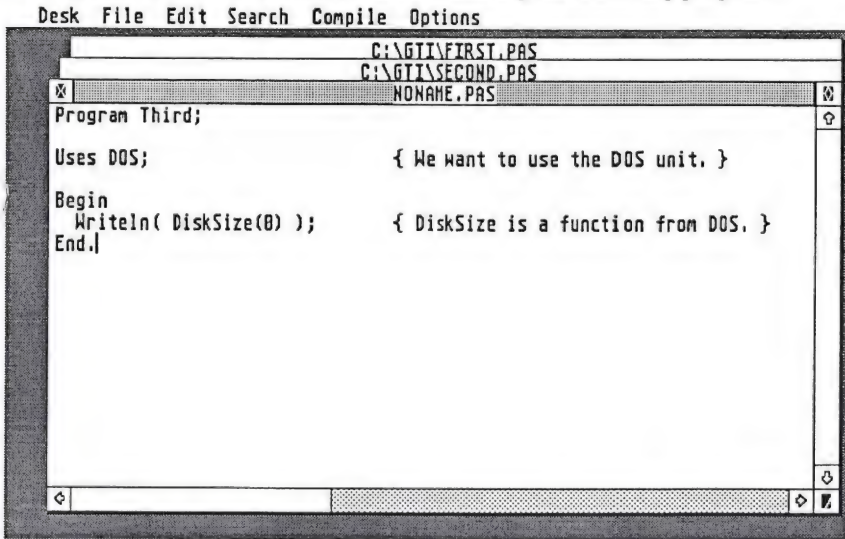 Desk File Edit Search Compile Options
C:\GTI\FIRST.PAS
C:\GTI\SECOND.PAS
NONAME.PAS
Program Third;
Uses DOS; { We want to use the DOS unit. }
Begin
Writeln( DiskSize(0) ); { DiskSize is a function from DOS. }
End.